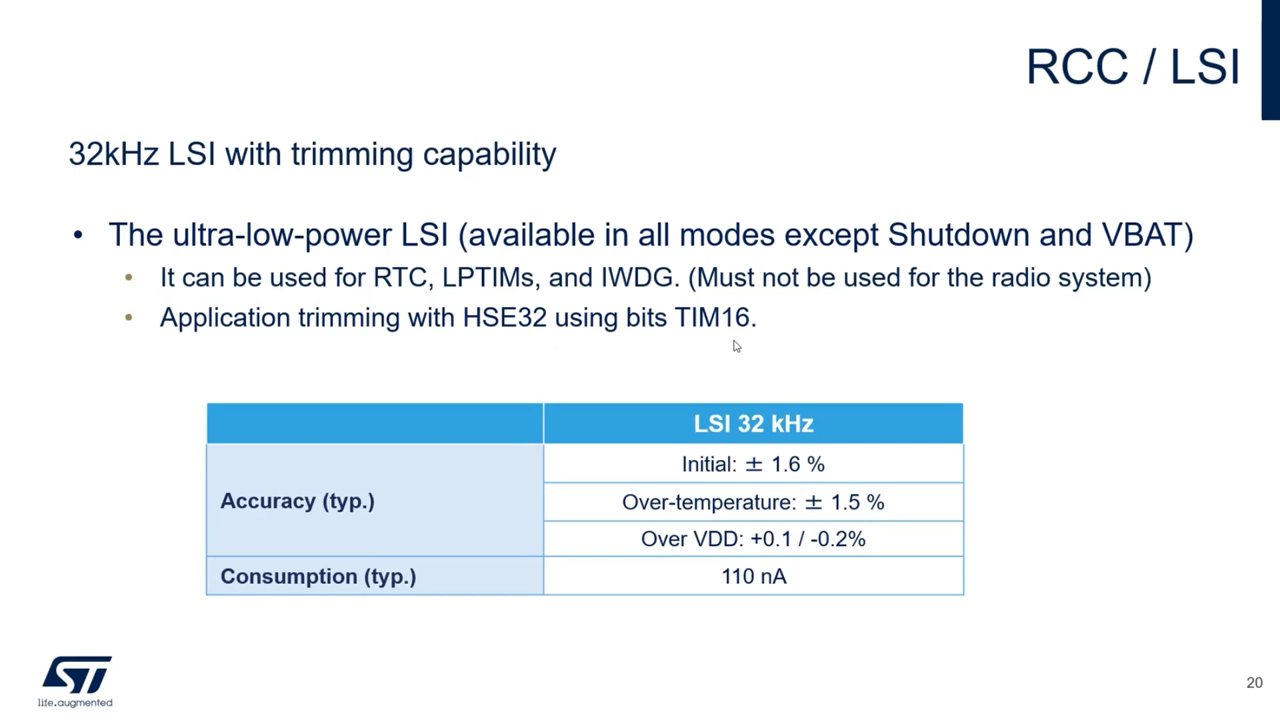 RCC / LSI
32kHz LSI with trimming capability
• The ultra-low-power LSI (available in all modes except Shutdown and VBAT)
• It can be used for RTC, LPTIMs, and IWDG. (Must not be used for the radio system)
• Application trimming with HSE32 using bits TIM16.
LSI 32 kHz
Accuracy (typ.)
Initial: ± 1.6 %
Over-temperature: ± 1.5 %
Over VDD: +0.1 / -0.2%
Consumption (typ.)
110 nA
ST
life.augmented
20